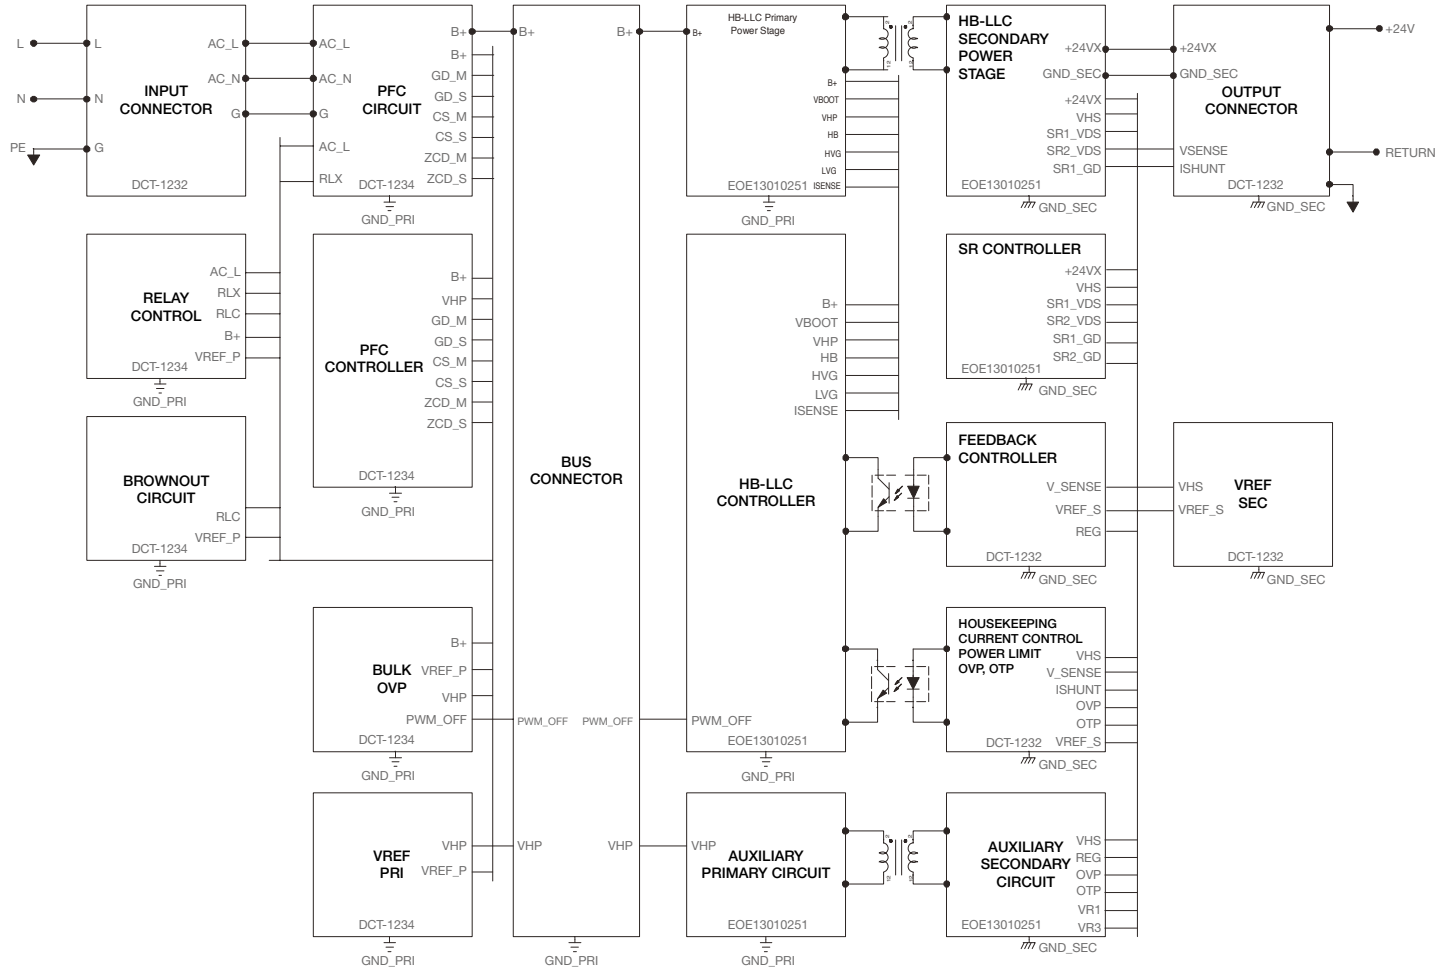 L
N
PE
L
N
G
AC_L
AC_N
G
INPUT
CONNECTOR
DCT-1232
AC_L
AC_N
G
AC_L
RLX
B+
B+
GD_M
GD_S
CS_M
CS_S
ZCD_M
ZCD_S
PFC
CIRCUIT
DCT-1234
GND_PRI
B+
B+
BUS
CONNECTOR
PWM_OFF
PWM_OFF
VHP
VHP
GND_PRI
HB-LLC Primary
Power Stage
B+
B+
VBOOT
VHP
HB
HVG
LVG
ISENSE
EOE13010251
GND_PRI
2
2
12
12
HB-LLC
SECONDARY
POWER
STAGE
+24VX
GND_SEC
+24VX
VHS
SR1_VDS
SR2_VDS
SR1_GD
EOE13010251
GND_SEC
+24VX
GND_SEC
OUTPUT
CONNECTOR
VSENSE
ISHUNT
DCT-1232
GND_SEC
+24V
RETURN
RELAY
CONTROL
AC_L
RLX
RLC
B+
VREF_P
DCT-1234
GND_PRI
PFC
CONTROLLER
B+
VHP
GD_M
GD_S
CS_M
CS_S
ZCD_M
ZCD_S
DCT-1234
GND_PRI
HB-LLC
CONTROLLER
B+
VBOOT
VHP
HB
HVG
LVG
ISENSE
PWM_OFF
EOE13010251
GND_PRI
SR CONTROLLER
+24VX
VHS
SR1_VDS
SR2_VDS
SR1_GD
SR2_GD
EOE13010251
GND_SEC
BROWNOUT
CIRCUIT
RLC
VREF_P
DCT-1234
GND_PRI
FEEDBACK
CONTROLLER
V_SENSE
VREF_S
REG
DCT-1232
GND_SEC
VHS
VREF_S
VREF
SEC
DCT-1232
GND_SEC
BULK
OVP
B+
VREF_P
VHP
PWM_OFF
DCT-1234
GND_PRI
HOUSEKEEPING
CURRENT CONTROL
POWER LIMIT
OVP, OTP
VHS
V_SENSE
ISHUNT
OVP
OTP
VREF_S
DCT-1232
GND_SEC
VREF
PRI
VHP
VREF_P
DCT-1234
GND_PRI
VHP
AUXILIARY
PRIMARY CIRCUIT
EOE13010251
GND_PRI
2
2
12
12
AUXILIARY
SECONDARY
CIRCUIT
VHS
REG
OVP
OTP
VR1
VR3
EOE13010251
GND_SEC